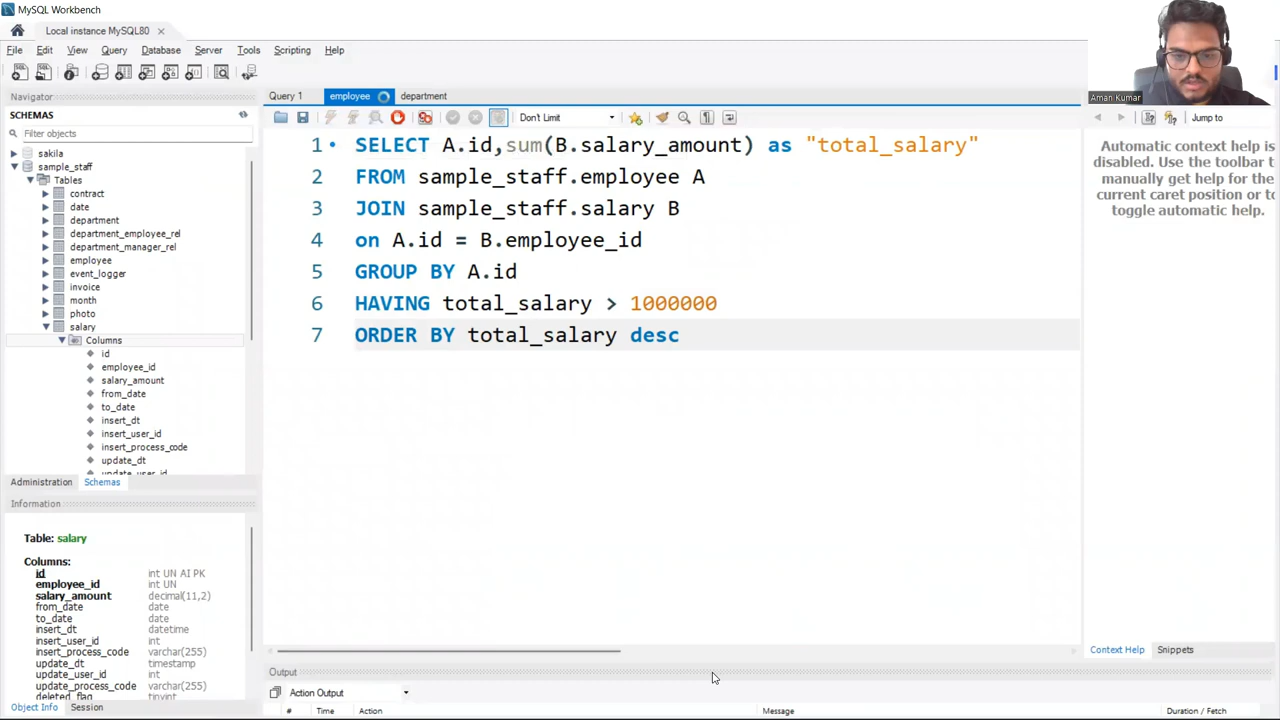 MySQL Workbench
Local instance MySQL80
File Edit View Query Database Server Tools Scripting Help
Navigator
SCHEMAS
Filter objects
sakila
sample_staff
Tables
contract
date
department
department_employee_rel
department_manager_rel
employee
event_logger
invoice
month
photo
salary
Columns
id
employee_id
salary_amount
from_date
to_date
insert_dt
insert_user_id
insert_process_code
update_dt
update_user_id
Administration Schemas
Information
Table: salary
Columns:
id int UN AI PK
employee_id int UN
salary_amount decimal(11,2)
from_date date
to_date date
insert_dt datetime
insert_user_id int
insert_process_code varchar(255)
update_dt timestamp
update_user_id int
update_process_code varchar(255)
deleted_flag tinyint
Object Info Session
Query 1 employee department
Don't Limit
1 SELECT A.id,sum(B.salary_amount) as "total_salary"
2 FROM sample_staff.employee A
3 JOIN sample_staff.salary B
4 on A.id = B.employee_id
5 GROUP BY A.id
6 HAVING total_salary > 1000000
7 ORDER BY total_salary desc
Output
Action Output
# Time Action Message Duration / Fetch
Aman Kumar
Jump to
Automatic context help is
disabled. Use the toolbar t
manually get help for the
current caret position or to
toggle automatic help.
Context Help Snippets